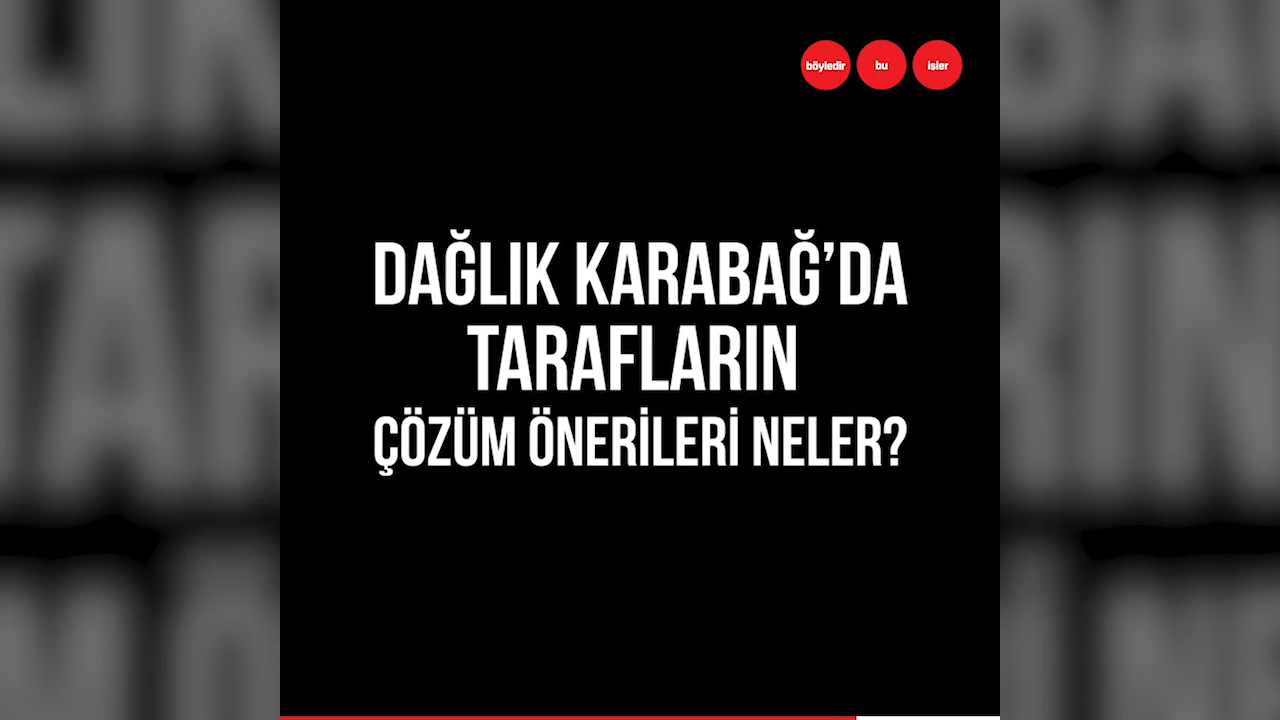 böyledir bu işler
DAĞLIK KARABAĞ'DA
TARAFLARIN
ÇÖZÜM ÖNERİLERİ NELER?